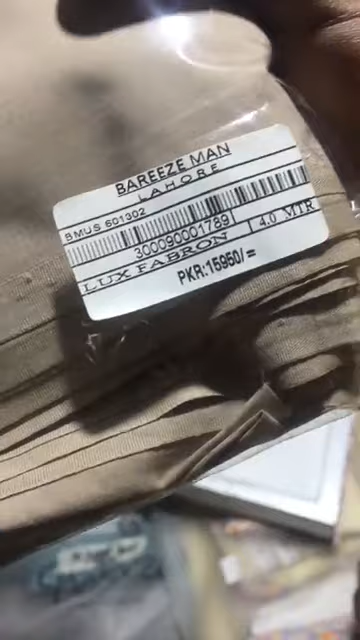 BAREEZE MAN
LAHORE
BMUS 601302
300090001789
LUX FABRON 4.0 MTR
PKR:15950/=